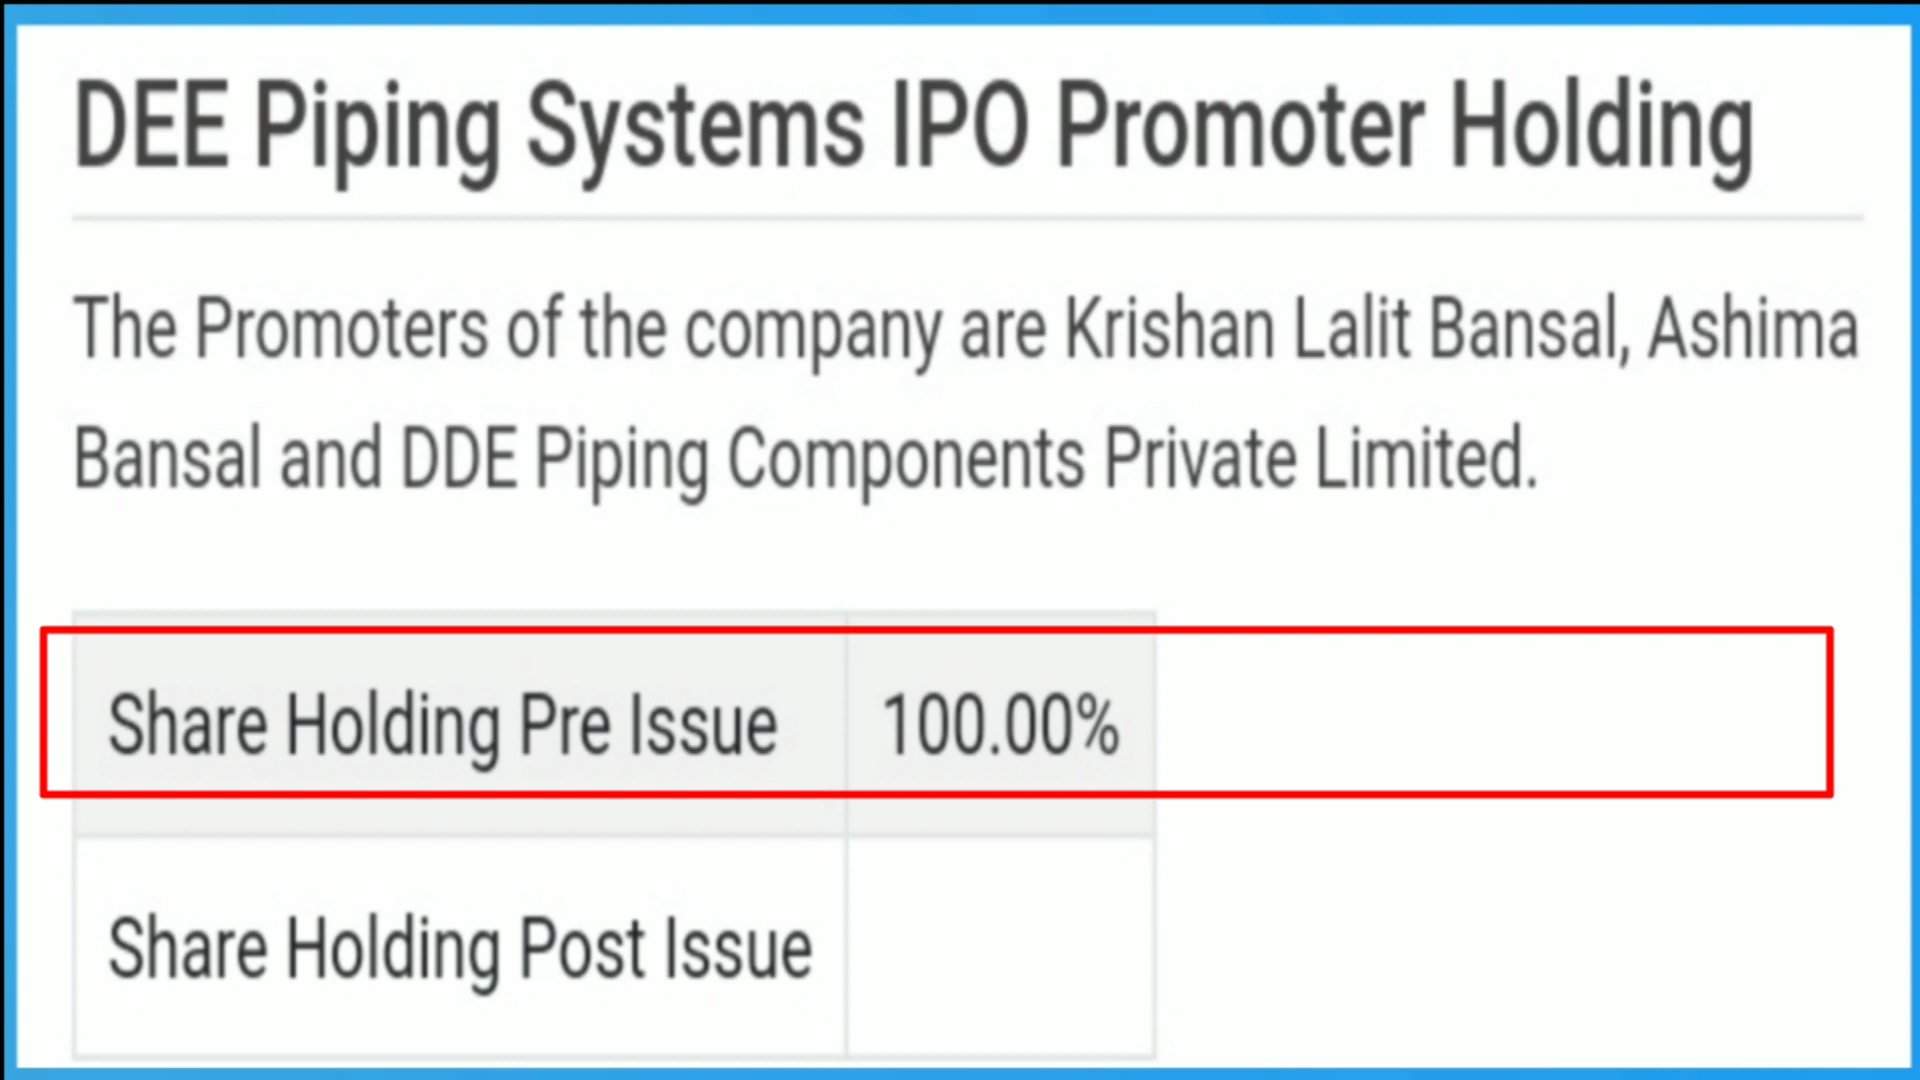 DEE Piping Systems IPO Promoter Holding
The Promoters of the company are Krishan Lalit Bansal, Ashima
Bansal and DDE Piping Components Private Limited.
Share Holding Pre Issue 100.00%
Share Holding Post Issue